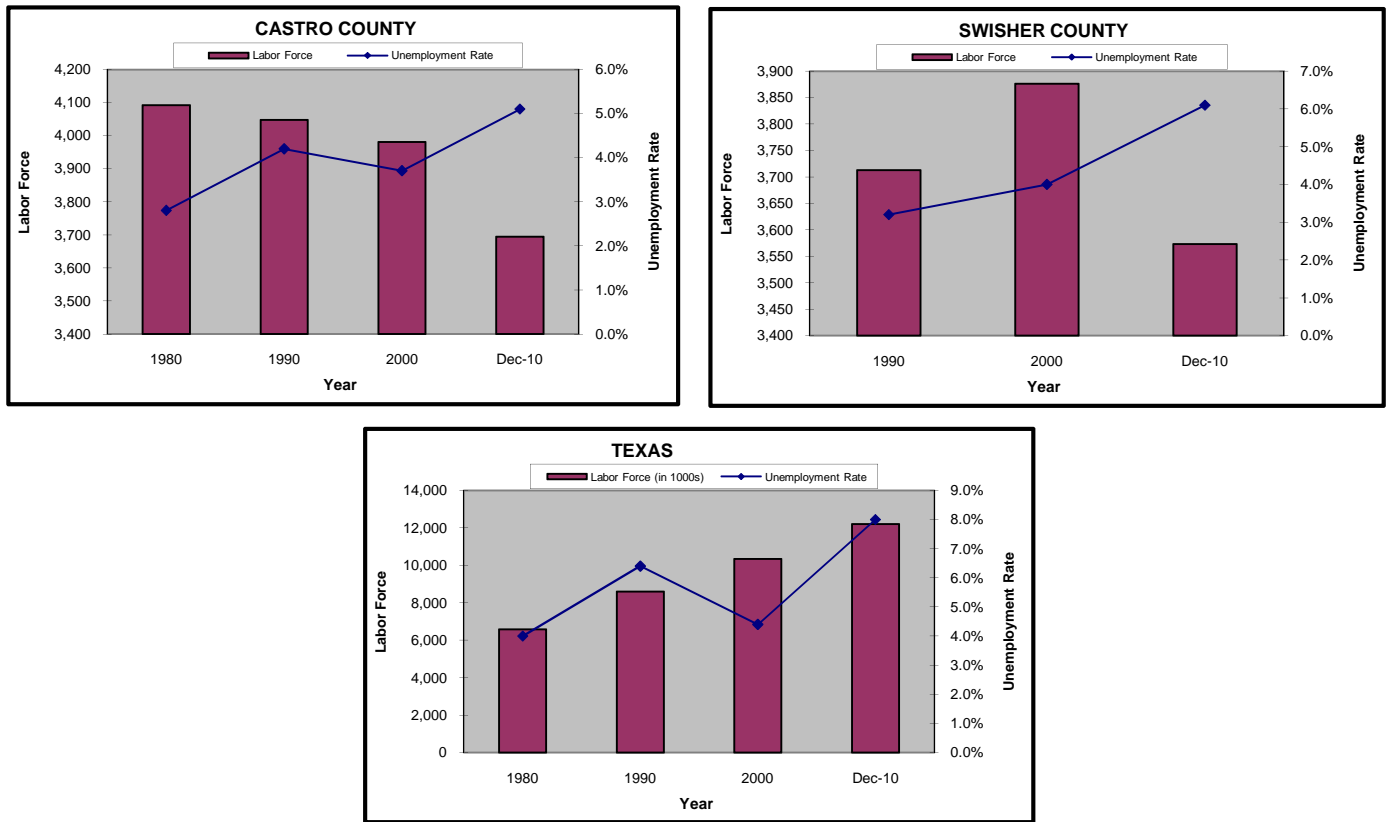 CASTRO COUNTY
Labor Force Unemployment Rate
4,200
4,100
4,000
3,900
3,800
3,700
3,600
3,500
3,400
Labor Force
6.0%
5.0%
4.0%
3.0%
2.0%
1.0%
0.0%
Unemployment Rate
1980 1990 2000 Dec-10
Year
SWISHER COUNTY
Labor Force Unemployment Rate
3,900
3,850
3,800
3,750
3,700
3,650
3,600
3,550
3,500
3,450
3,400
Labor Force
7.0%
6.0%
5.0%
4.0%
3.0%
2.0%
1.0%
0.0%
Unemployment Rate
1990 2000 Dec-10
Year
TEXAS
Labor Force (in 1000s) Unemployment Rate
14,000
12,000
10,000
8,000
6,000
4,000
2,000
0
Labor Force
9.0%
8.0%
7.0%
6.0%
5.0%
4.0%
3.0%
2.0%
1.0%
0.0%
Unemployment Rate
1980 1990 2000 Dec-10
Year